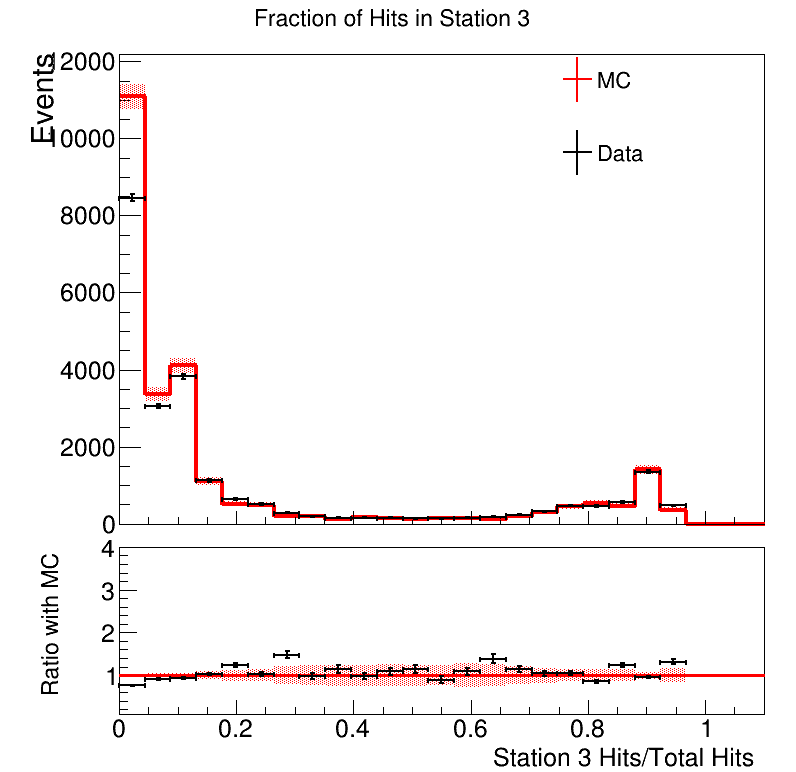 Fraction of Hits in Station 3
Events
12000
10000
8000
6000
4000
2000
0
MC
Data
Ratio with MC
4
3
2
1
0 0.2 0.4 0.6 0.8 1
Station 3 Hits/Total Hits